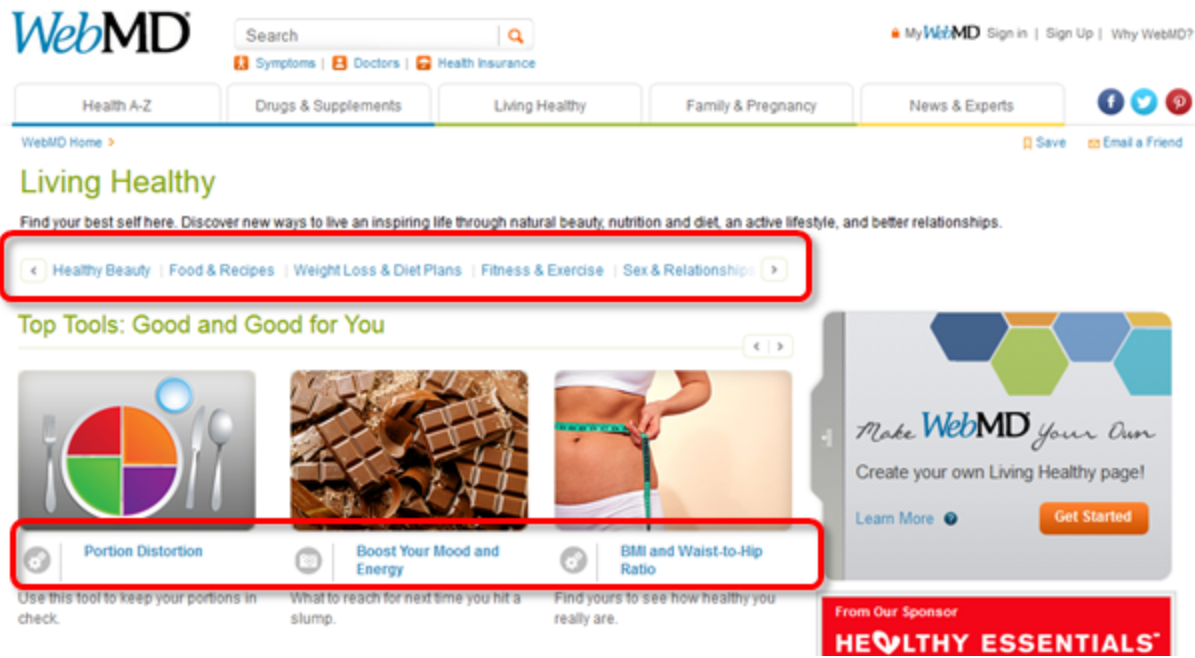 WebMD
Search
My WebMD Sign in | Sign Up | Why WebMD?
Symptoms | Doctors | Health Insurance
Health A-Z
Drugs & Supplements
Living Healthy
Family & Pregnancy
News & Experts
WebMD Home >
Save
Email a Friend
Living Healthy
Find your best self here. Discover new ways to live an inspiring life through natural beauty, nutrition and diet, an active lifestyle, and better relationships.
Healthy Beauty | Food & Recipes | Weight Loss & Diet Plans | Fitness & Exercise | Sex & Relationships
Top Tools: Good and Good for You
Portion Distortion
Use this tool to keep your portions in
check.
Boost Your Mood and
Energy
What to reach for next time you hit a
slump.
BMI and Waist-to-Hip
Ratio
Find yours to see how healthy you
really are.
Make WebMD Your Own
Create your own Living Healthy page!
Learn More ?
Get Started
From Our Sponsor
HEALTHY ESSENTIALS